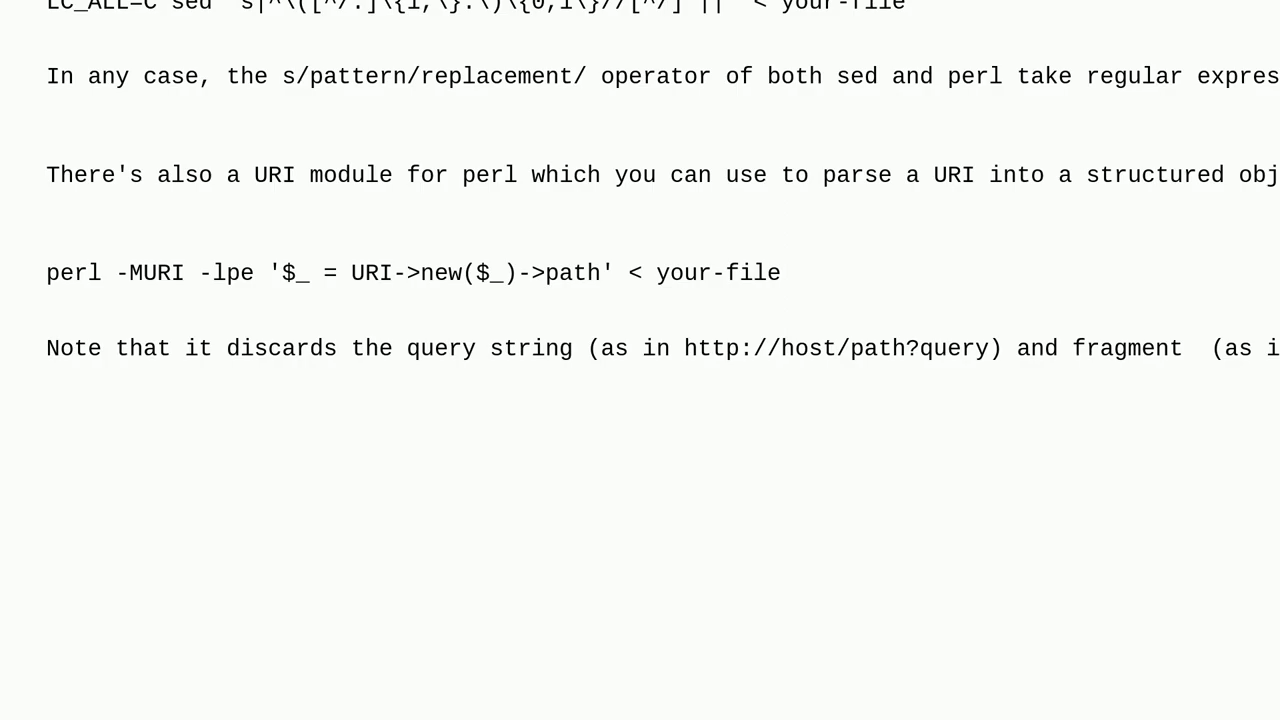 In any case, the s/pattern/replacement/ operator of both sed and perl take regular expres
There's also a URI module for perl which you can use to parse a URI into a structured obj
perl -MURI -lpe '$_ = URI->new($_)->path' < your-file
Note that it discards the query string (as in http://host/path?query) and fragment  (as i